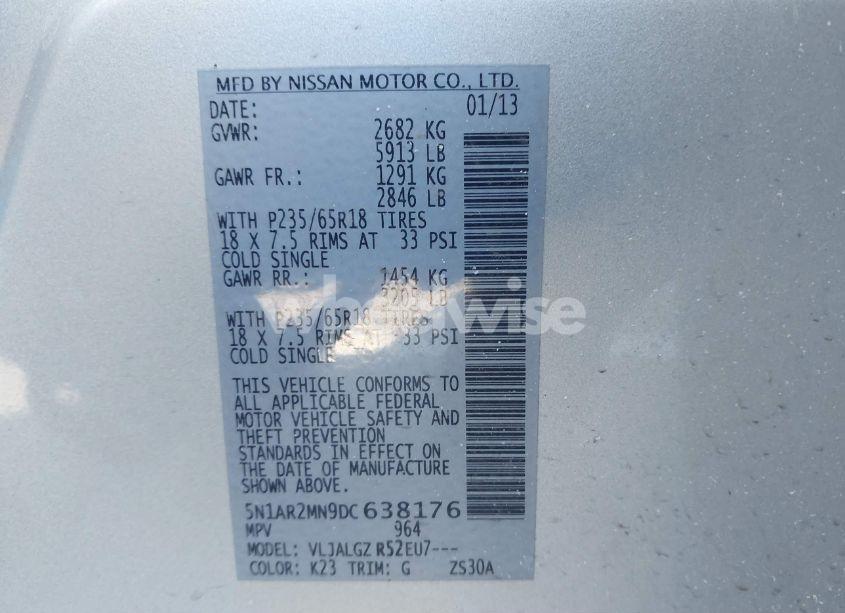 MFD BY NISSAN MOTOR CO., LTD.
DATE: 01/13
GVWR: 2682 KG
5913 LB
GAWR FR.: 1291 KG
2846 LB
WITH P235/65R18 TIRES
18 X 7.5 RIMS AT 33 PSI
COLD SINGLE
GAWR RR.: 1454 KG
3205 LB
WITH P235/65R18 TIRES
18 X 7.5 RIMS AT 33 PSI
COLD SINGLE
THIS VEHICLE CONFORMS TO
ALL APPLICABLE FEDERAL
MOTOR VEHICLE SAFETY AND
THEFT PREVENTION
STANDARDS IN EFFECT ON
THE DATE OF MANUFACTURE
SHOWN ABOVE.
5N1AR2MN9DC638176
MPV 964
MODEL: VLJALGZ R52EU7---
COLOR: K23 TRIM: G ZS30A